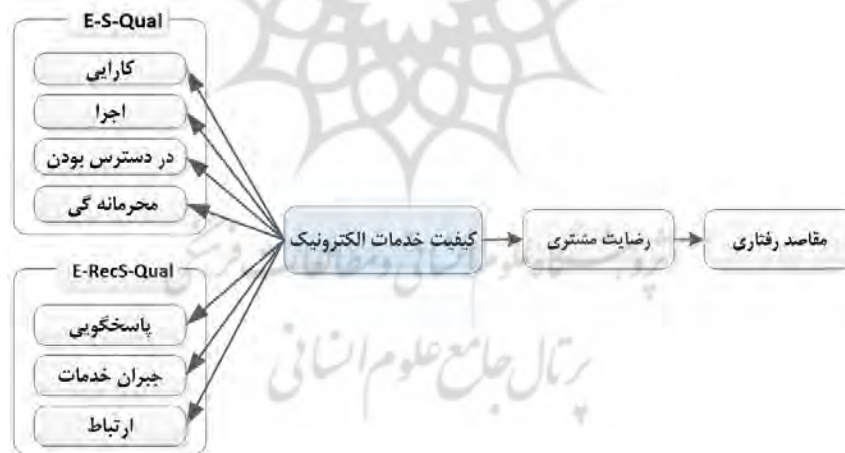 E-S-Qual
کارایی
اجرا
در دسترس بودن
محرمانه گی
کیفیت خدمات الکترونیک
رضایت مشتری
مقاصد رفتاری
E-RecS-Qual
پاسخگویی
جبران خدمات
ارتباط
پرتال جامع علوم انسانی